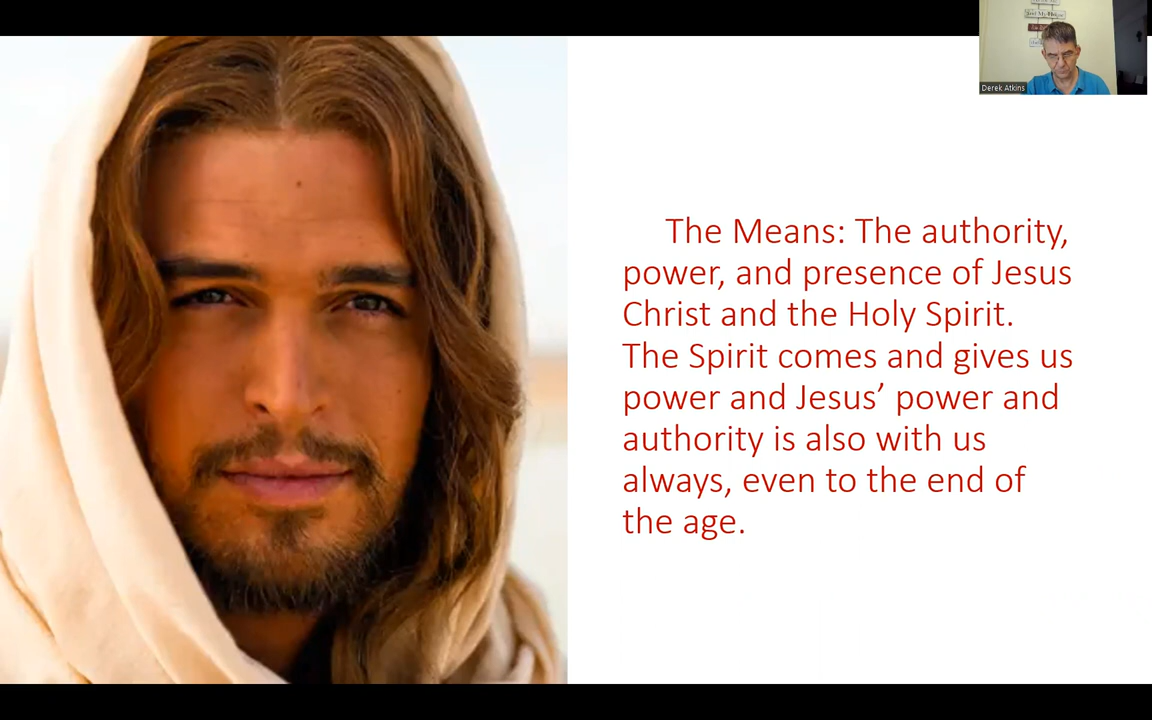 Derek Atkins
The Means: The authority,
power, and presence of Jesus
Christ and the Holy Spirit.
The Spirit comes and gives us
power and Jesus’ power and
authority is also with us
always, even to the end of
the age.